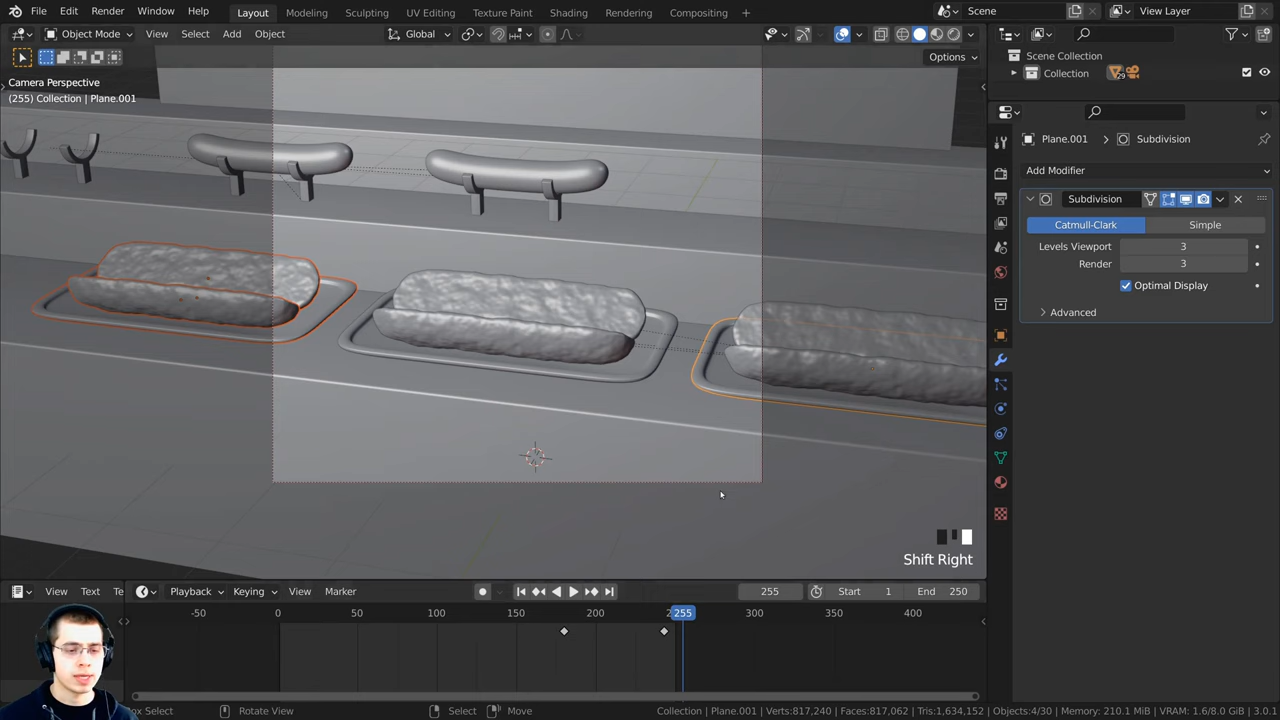 File Edit Render Window Help Layout Modeling Sculpting UV Editing Texture Paint Shading Rendering Compositing Scene View Layer
Object Mode View Select Add Object Global
Options
Camera Perspective
(255) Collection | Plane.001
Scene Collection
Collection 29
Plane.001 > Subdivision
Add Modifier
Subdivision
Catmull-Clark Simple
Levels Viewport 3
Render 3
Optimal Display
Advanced
Shift Right
View Text Te Playback Keying View Marker 255 Start 1 End 250
-50 0 50 100 150 200 2 255 300 350 400
ox Select Rotate View Select Move Collection | Plane.001 | Verts:817,240 | Faces:817,062 | Tris:1,634,152 | Objects:4/30 | Memory: 210.1 MiB | VRAM: 1.6/8.0 GiB | 3.0.1